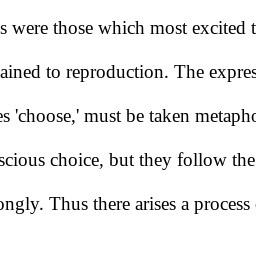 s were those which most excited t
ained to reproduction. The expres
es 'choose,' must be taken metapho
scious choice, but they follow the
ongly. Thus there arises a process